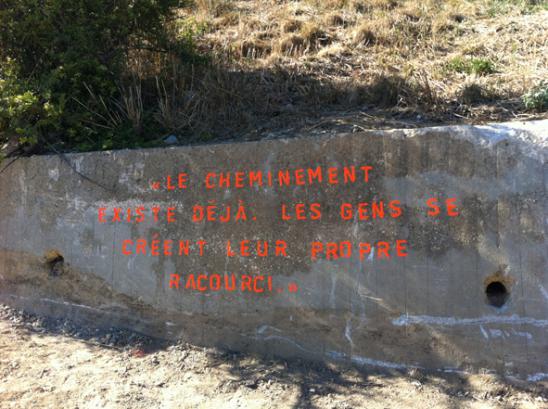 « LE CHEMINEMENT
EXISTE DÉJÀ. LES GENS SE
CRÉENT LEUR PROPRE
RACOURCI. »